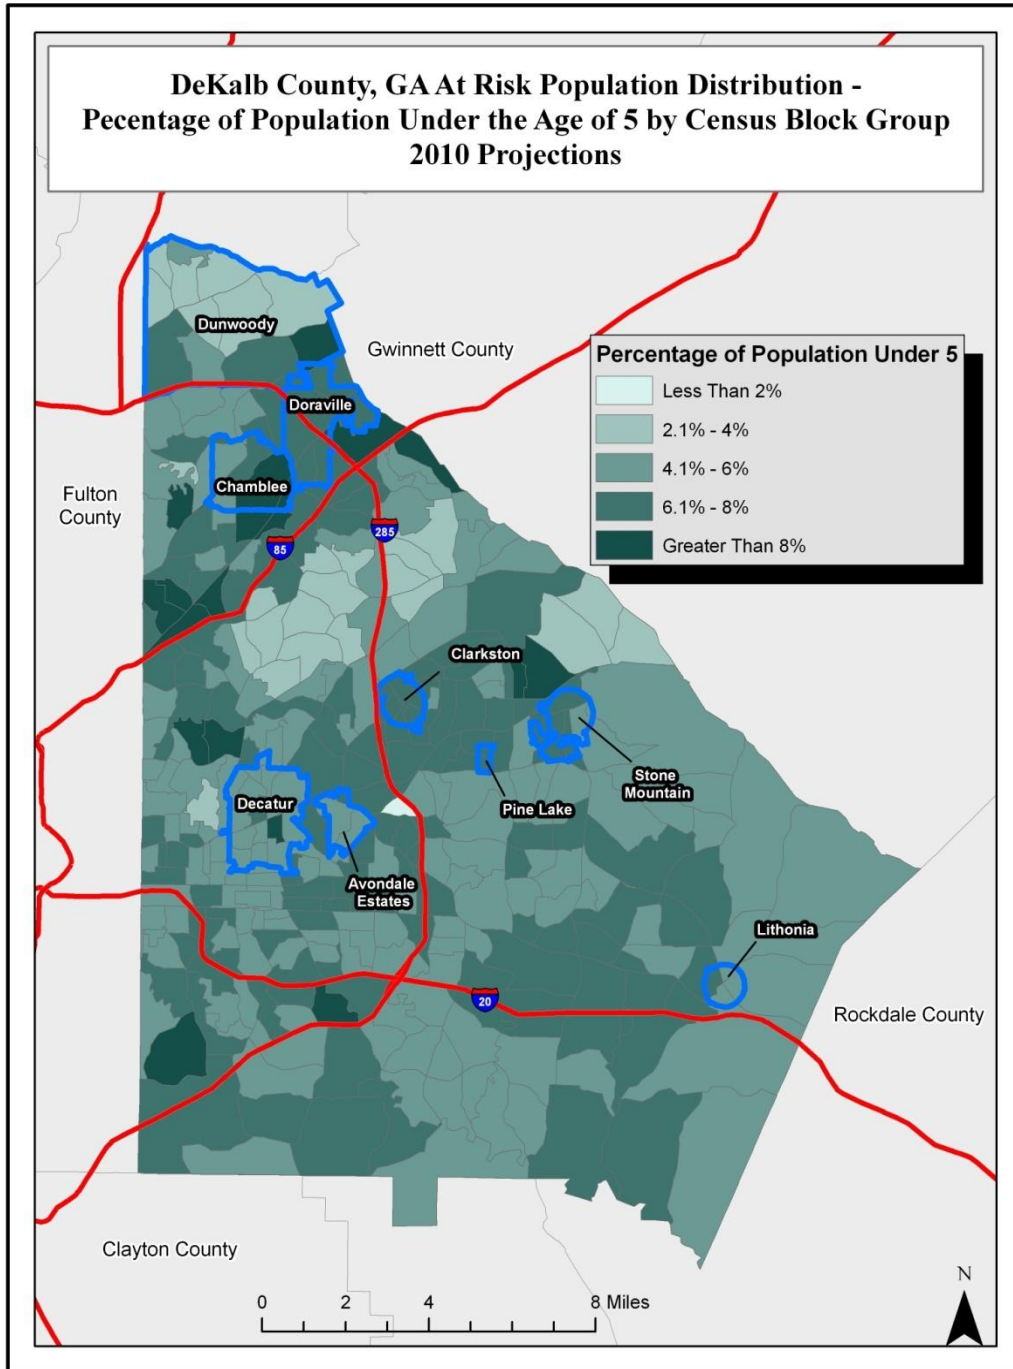 DeKalb County, GA At Risk Population Distribution -
Pecentage of Population Under the Age of 5 by Census Block Group
2010 Projections
Dunwoody
Gwinnett County
Percentage of Population Under 5
Less Than 2%
2.1% - 4%
4.1% - 6%
6.1% - 8%
Greater Than 8%
Doraville
Chamblee
Fulton
County
285
85
Clarkston
Stone
Mountain
Pine Lake
Decatur
Avondale
Estates
Lithonia
20
Rockdale County
Clayton County
N
0 2 4 8 Miles